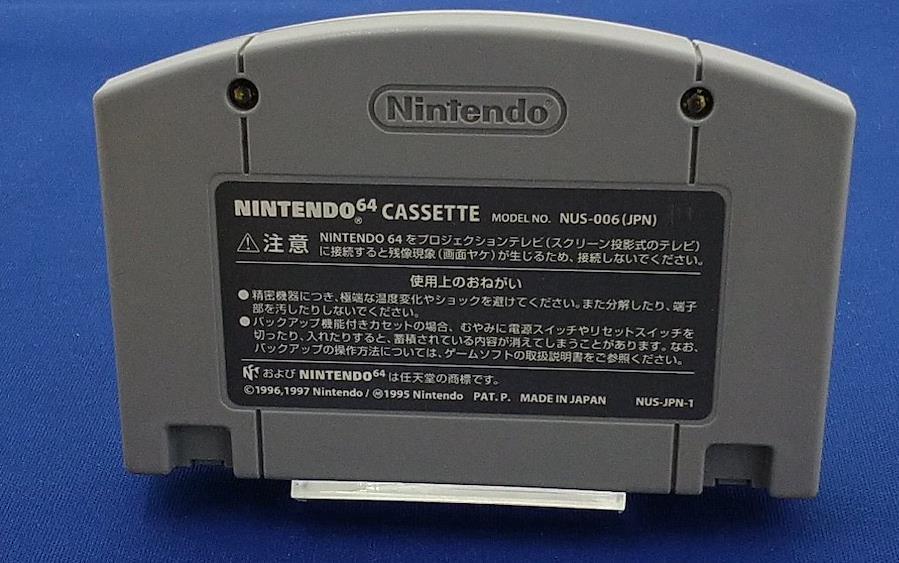 Nintendo®
NINTENDO64® CASSETTE MODEL NO. NUS-006(JPN)
⚠注意 NINTENDO 64 をプロジェクションテレビ(スクリーン投影式のテレビ)
に接続すると残像現象(画面ヤケ)が生じるため、接続しないでください。
使用上のおねがい
●精密機器につき、極端な温度変化やショックを避けてください。また分解したり、端子
部を汚したりしないでください。
●バックアップ機能付きカセットの場合、むやみに電源スイッチやリセットスイッチを
切ったり、入れたりすると、蓄積されている内容が消えてしまうことがあります。なお、
バックアップの操作方法については、ゲームソフトの取扱説明書をご参照ください。
および NINTENDO64 は任天堂の商標です。
©1996,1997 Nintendo / Ⓜ1995 Nintendo PAT. P. MADE IN JAPAN NUS-JPN-1